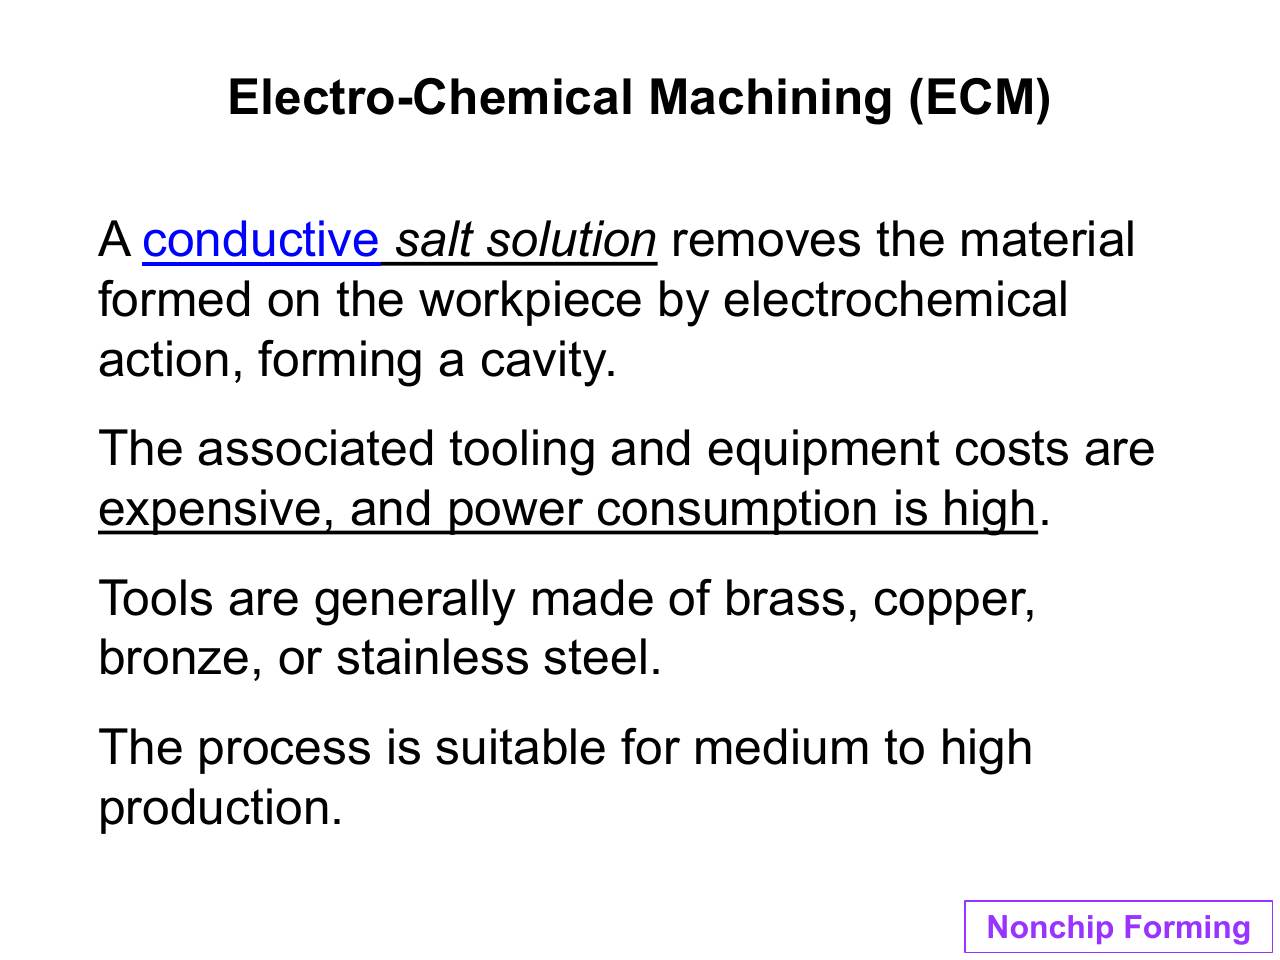 Electro-Chemical Machining (ECM)
A conductive salt solution removes the material
formed on the workpiece by electrochemical
action, forming a cavity.
The associated tooling and equipment costs are
expensive, and power consumption is high.
Tools are generally made of brass, copper,
bronze, or stainless steel.
The process is suitable for medium to high
production.
Nonchip Forming